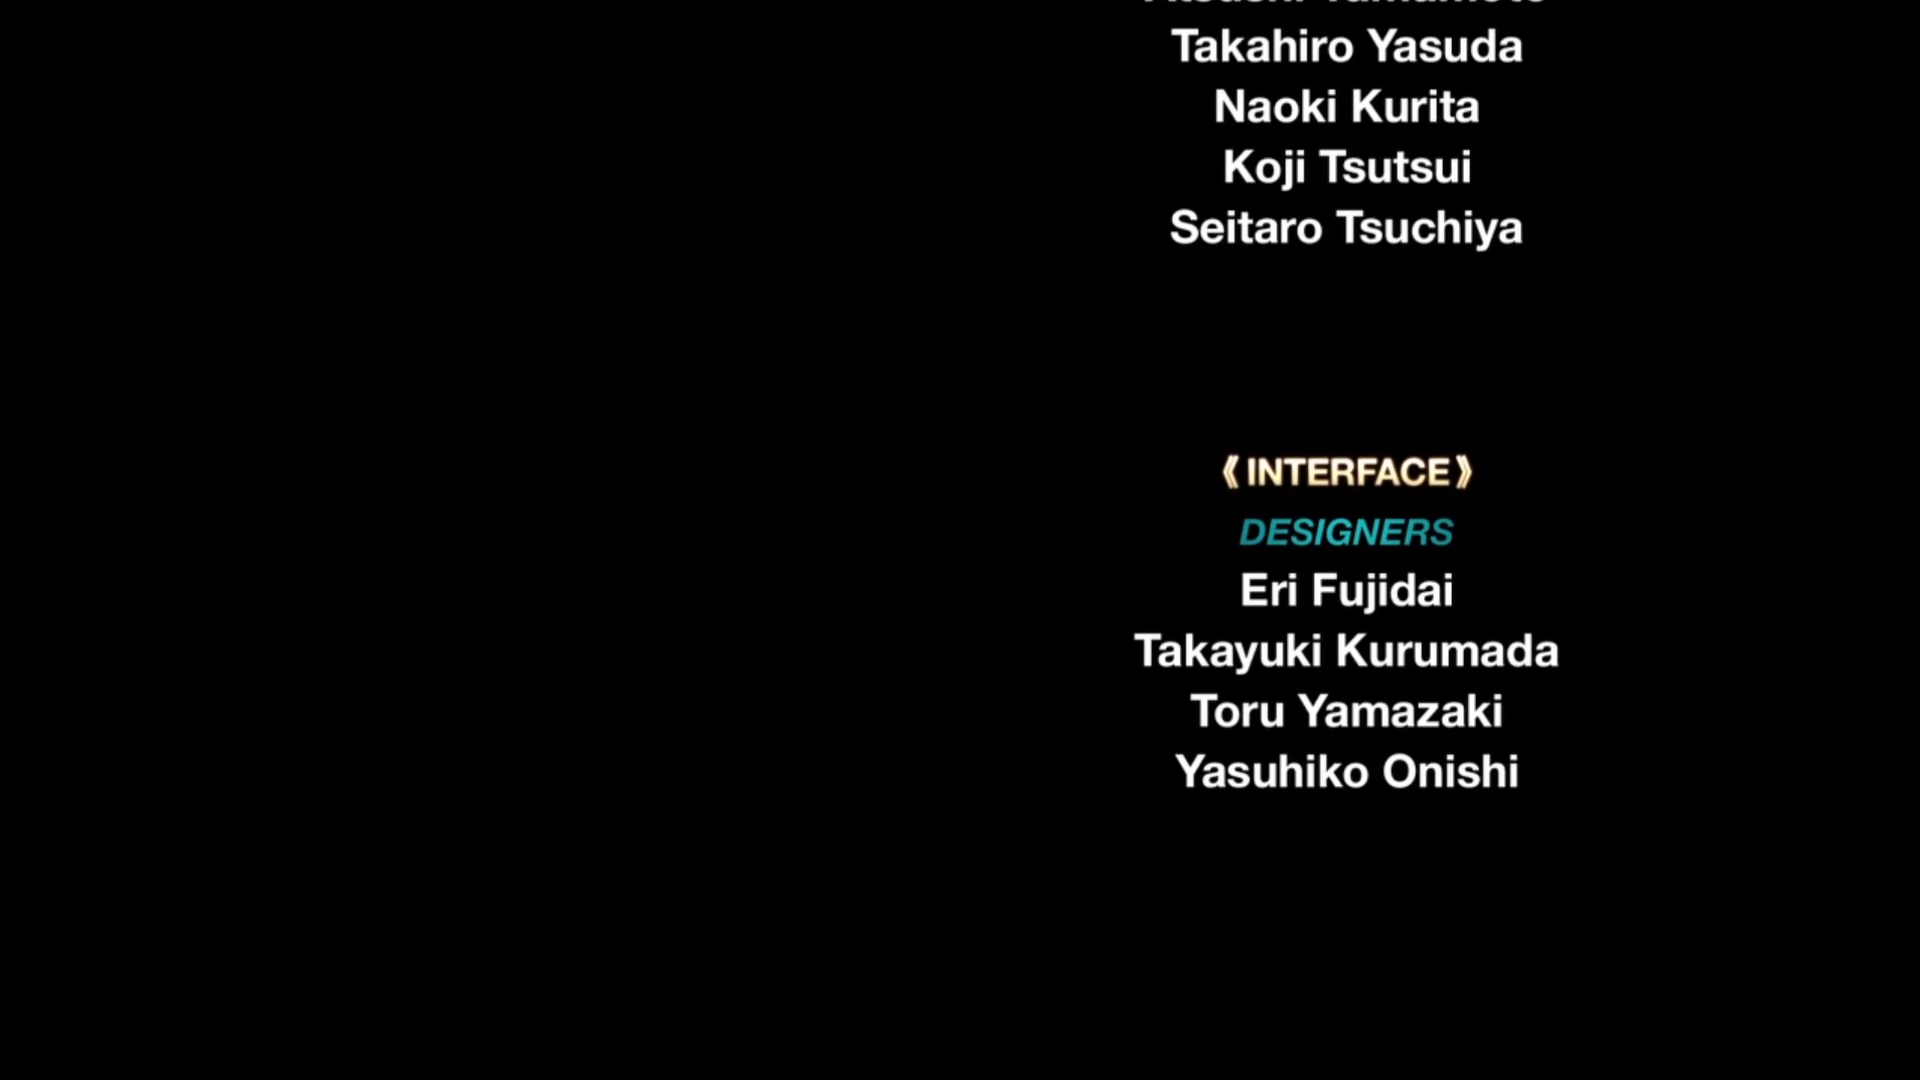 Takahiro Yasuda
Naoki Kurita
Koji Tsutsui
Seitaro Tsuchiya
《INTERFACE》
DESIGNERS
Eri Fujidai
Takayuki Kurumada
Toru Yamazaki
Yasuhiko Onishi